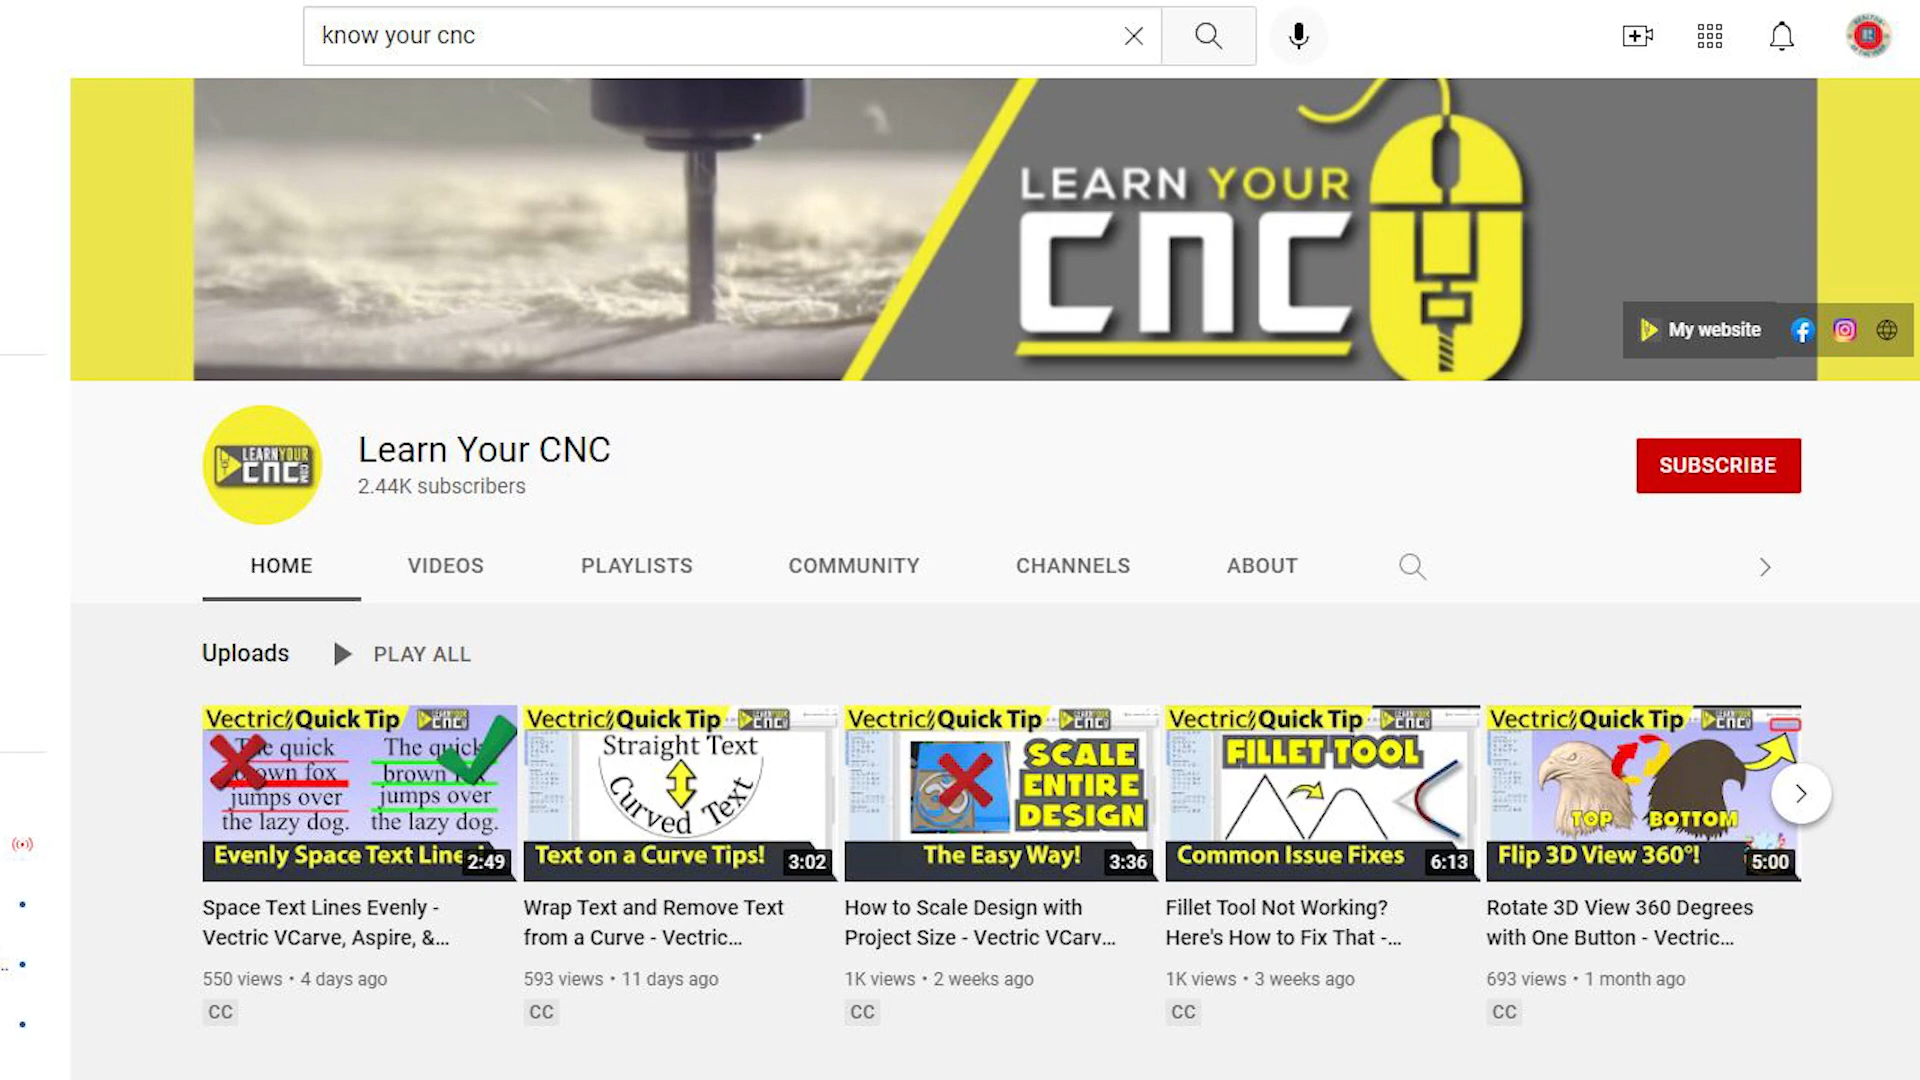 know your cnc
LEARN YOUR
CNC
My website
LEARN YOUR
CNC
.COM
Learn Your CNC
2.44K subscribers
SUBSCRIBE
HOME
VIDEOS
PLAYLISTS
COMMUNITY
CHANNELS
ABOUT
Uploads
PLAY ALL
Vectric Quick Tip
The quick
brown fox
jumps over
the lazy dog.
The quick
brown fox
jumps over
the lazy dog.
Evenly Space Text Line
2:49
Space Text Lines Evenly -
Vectric VCarve, Aspire, &...
550 views • 4 days ago
CC
Vectric Quick Tip
Straight Text
Curved Text
Text on a Curve Tips!
3:02
Wrap Text and Remove Text
from a Curve - Vectric...
593 views • 11 days ago
CC
Vectric Quick Tip
SCALE
ENTIRE
DESIGN
The Easy Way!
3:36
How to Scale Design with
Project Size - Vectric VCarv...
1K views • 2 weeks ago
CC
Vectric Quick Tip
FILLET TOOL
Common Issue Fixes
6:13
Fillet Tool Not Working?
Here's How to Fix That -...
1K views • 3 weeks ago
CC
Vectric Quick Tip
TOP
BOTTOM
Flip 3D View 360°!
5:00
Rotate 3D View 360 Degrees
with One Button - Vectric...
693 views • 1 month ago
CC